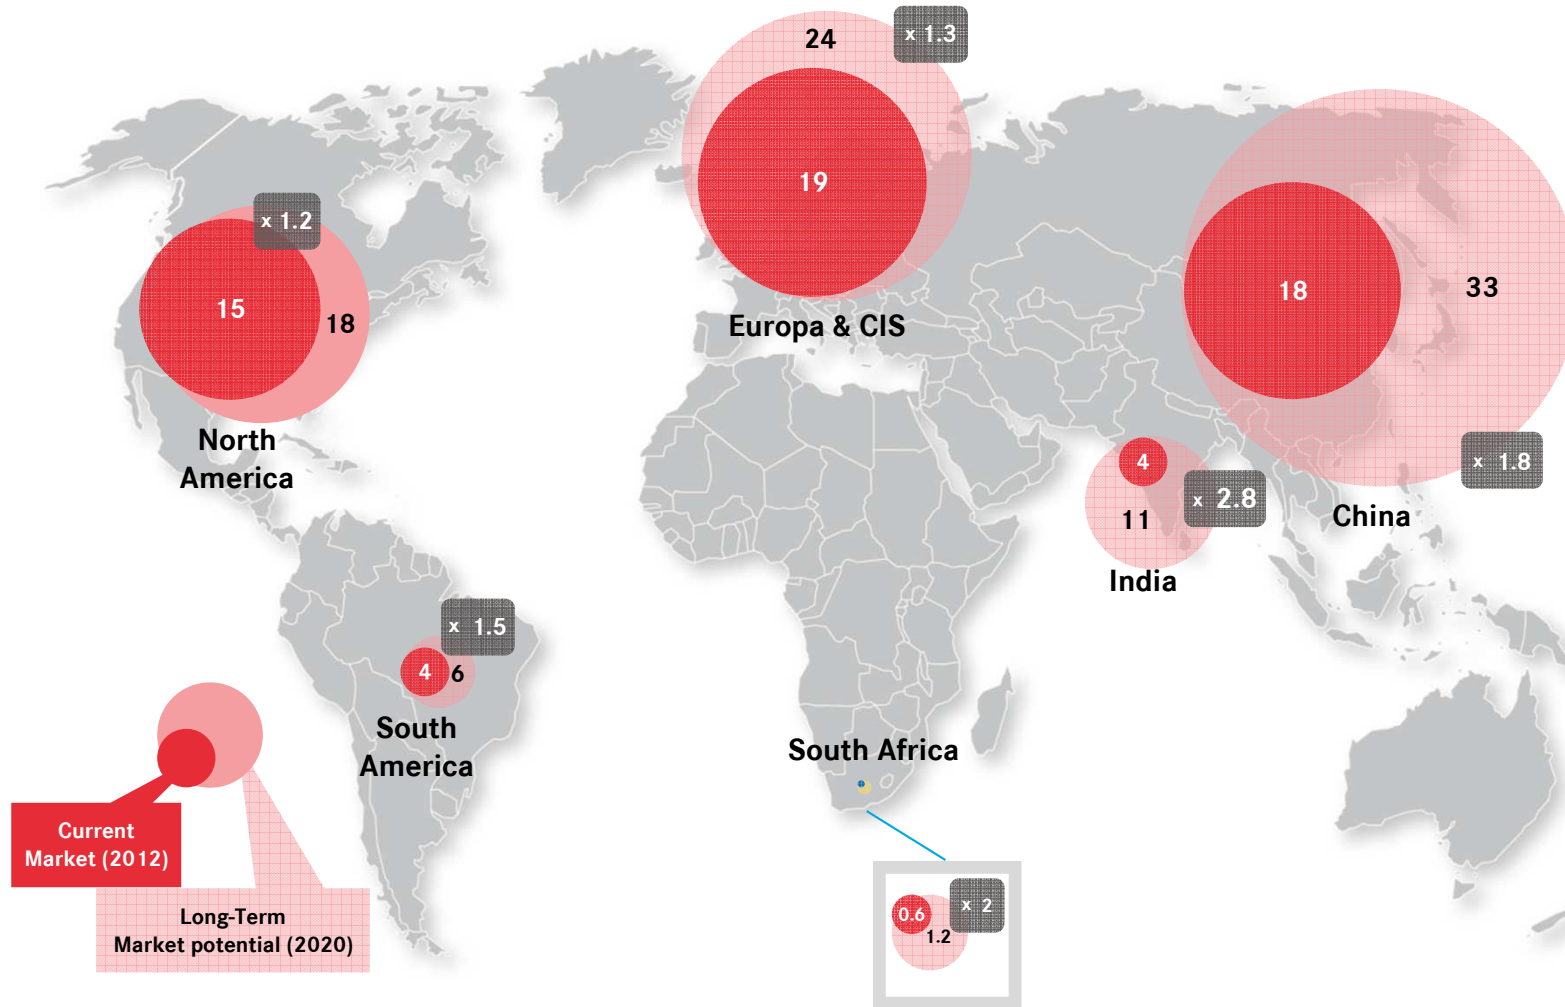 24
x 1.3
19
Europa & CIS
x 1.2
15
18
North
America
18
33
x 1.8
China
4
x 2.8
11
India
x 1.5
4
6
South
America
South Africa
0.6
x 2
1.2
Current
Market (2012)
Long-Term
Market potential (2020)